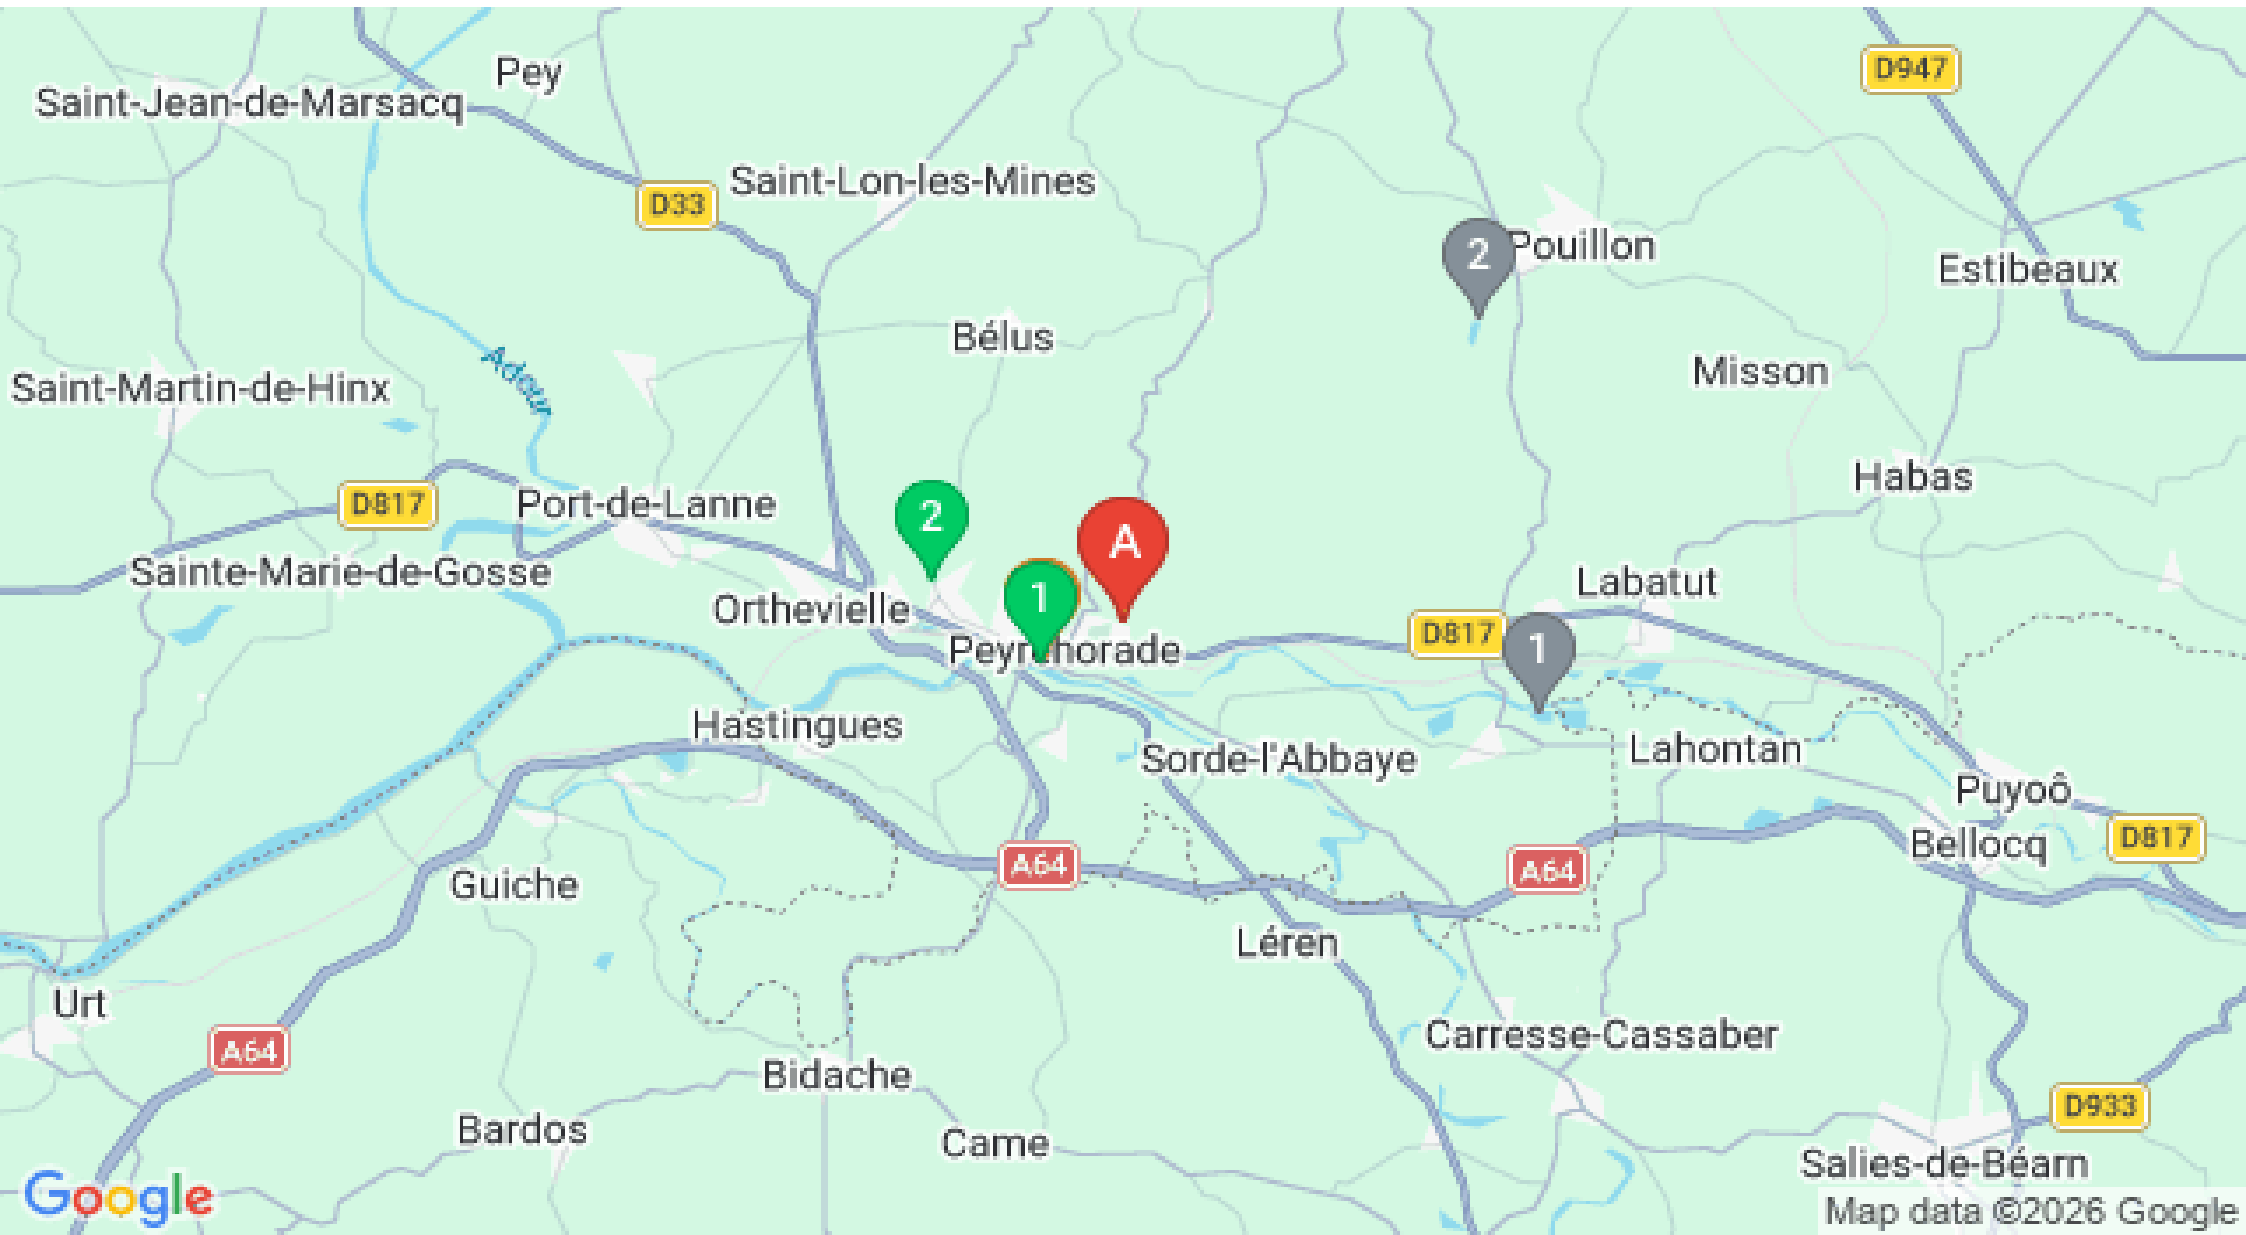 Pey
D947
Saint-Jean-de-Marsacq
Saint-Lon-les-Mines
D33
2
Pouillon
Estibeaux
Bélus
Adour
Misson
Saint-Martin-de-Hinx
Habas
D817
Port-de-Lanne
2
A
Sainte-Marie-de-Gosse
Labatut
1
Orthevielle
D817
Peyrehorade
1
Hastingues
Sorde-l'Abbaye
Lahontan
Puyoô
D817
Bellocq
A64
A64
Guiche
Léren
Urt
Carresse-Cassaber
A64
Bidache
D933
Bardos
Came
Salies-de-Béarn
Google
Map data ©2026 Google